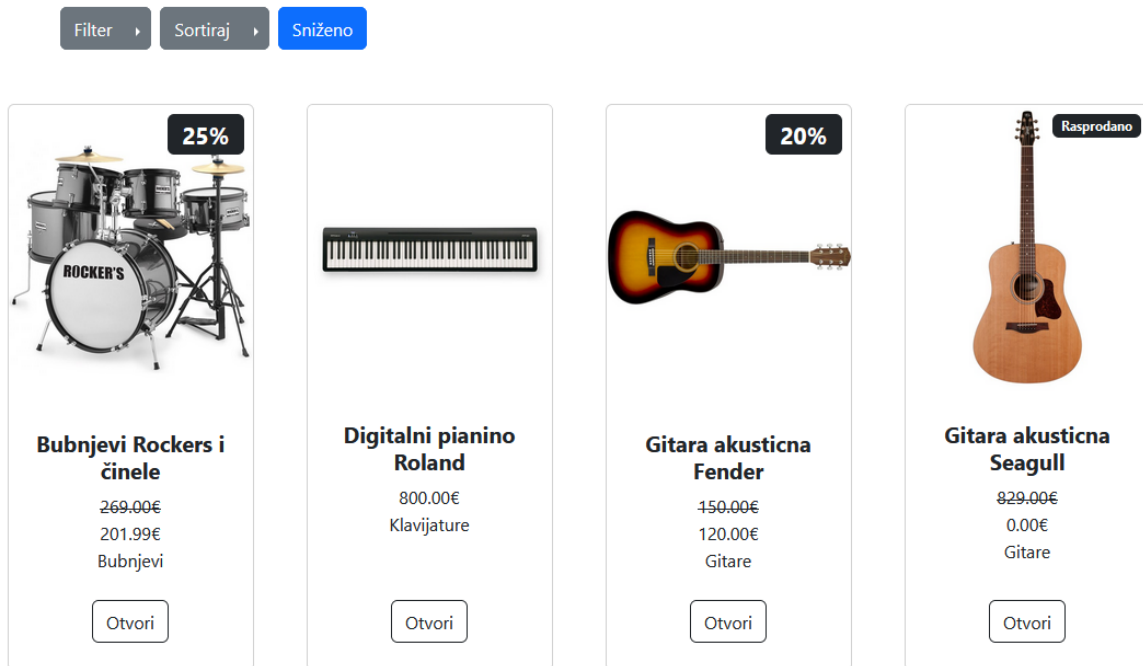 Filter
Sortiraj
Sniženo
25%
ROCKER'S
Bubnjevi Rockers i
činele
269.00€
201.99€
Bubnjevi
Otvori
Digitalni pianino
Roland
800.00€
Klavijature
Otvori
20%
Gitara akusticna
Fender
150.00€
120.00€
Gitare
Otvori
Rasprodano
Gitara akusticna
Seagull
829.00€
0.00€
Gitare
Otvori